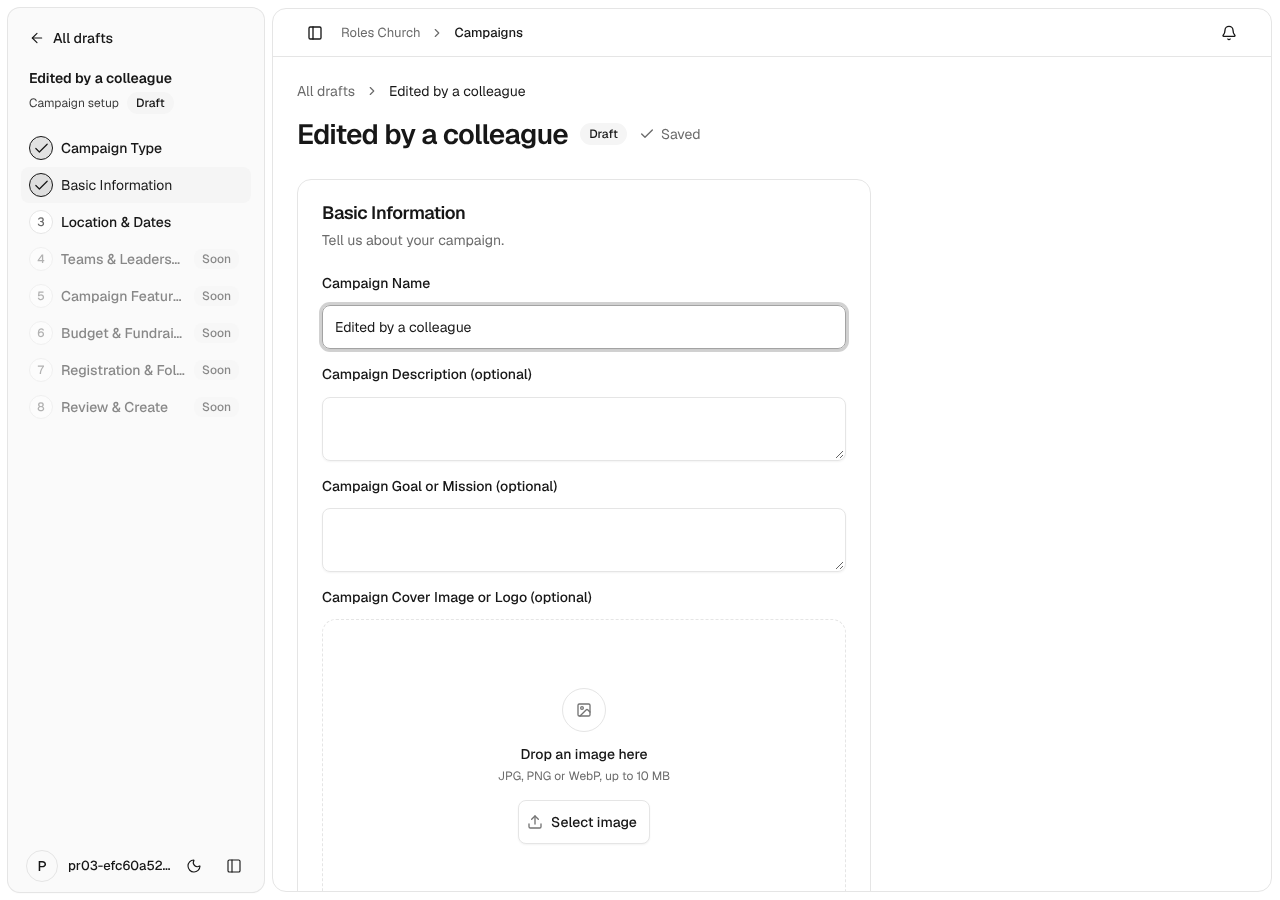 All drafts
Edited by a colleague
Campaign setup Draft
Campaign Type
Basic Information
3 Location & Dates
4 Teams & Leaders... Soon
5 Campaign Featur... Soon
6 Budget & Fundrai... Soon
7 Registration & Fol... Soon
8 Review & Create Soon
P pr03-efc60a52...
Roles Church > Campaigns
All drafts > Edited by a colleague
Edited by a colleague Draft Saved
Basic Information
Tell us about your campaign.
Campaign Name
Edited by a colleague
Campaign Description (optional)
Campaign Goal or Mission (optional)
Campaign Cover Image or Logo (optional)
Drop an image here
JPG, PNG or WebP, up to 10 MB
Select image